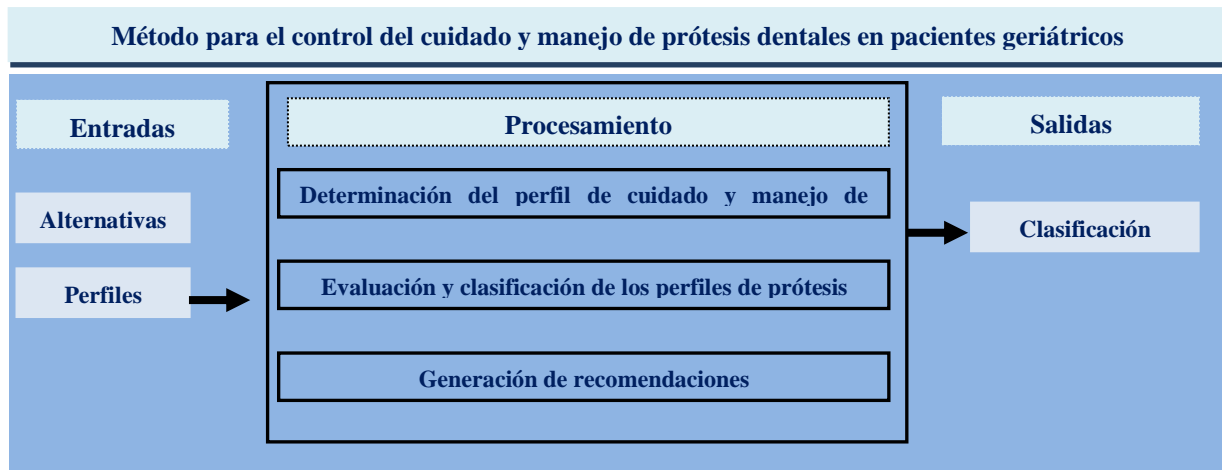 Método para el control del cuidado y manejo de prótesis dentales en pacientes geriátricos
Entradas
Alternativas
Perfiles
Procesamiento
Determinación del perfil de cuidado y manejo de
Evaluación y clasificación de los perfiles de prótesis
Generación de recomendaciones
Salidas
Clasificación